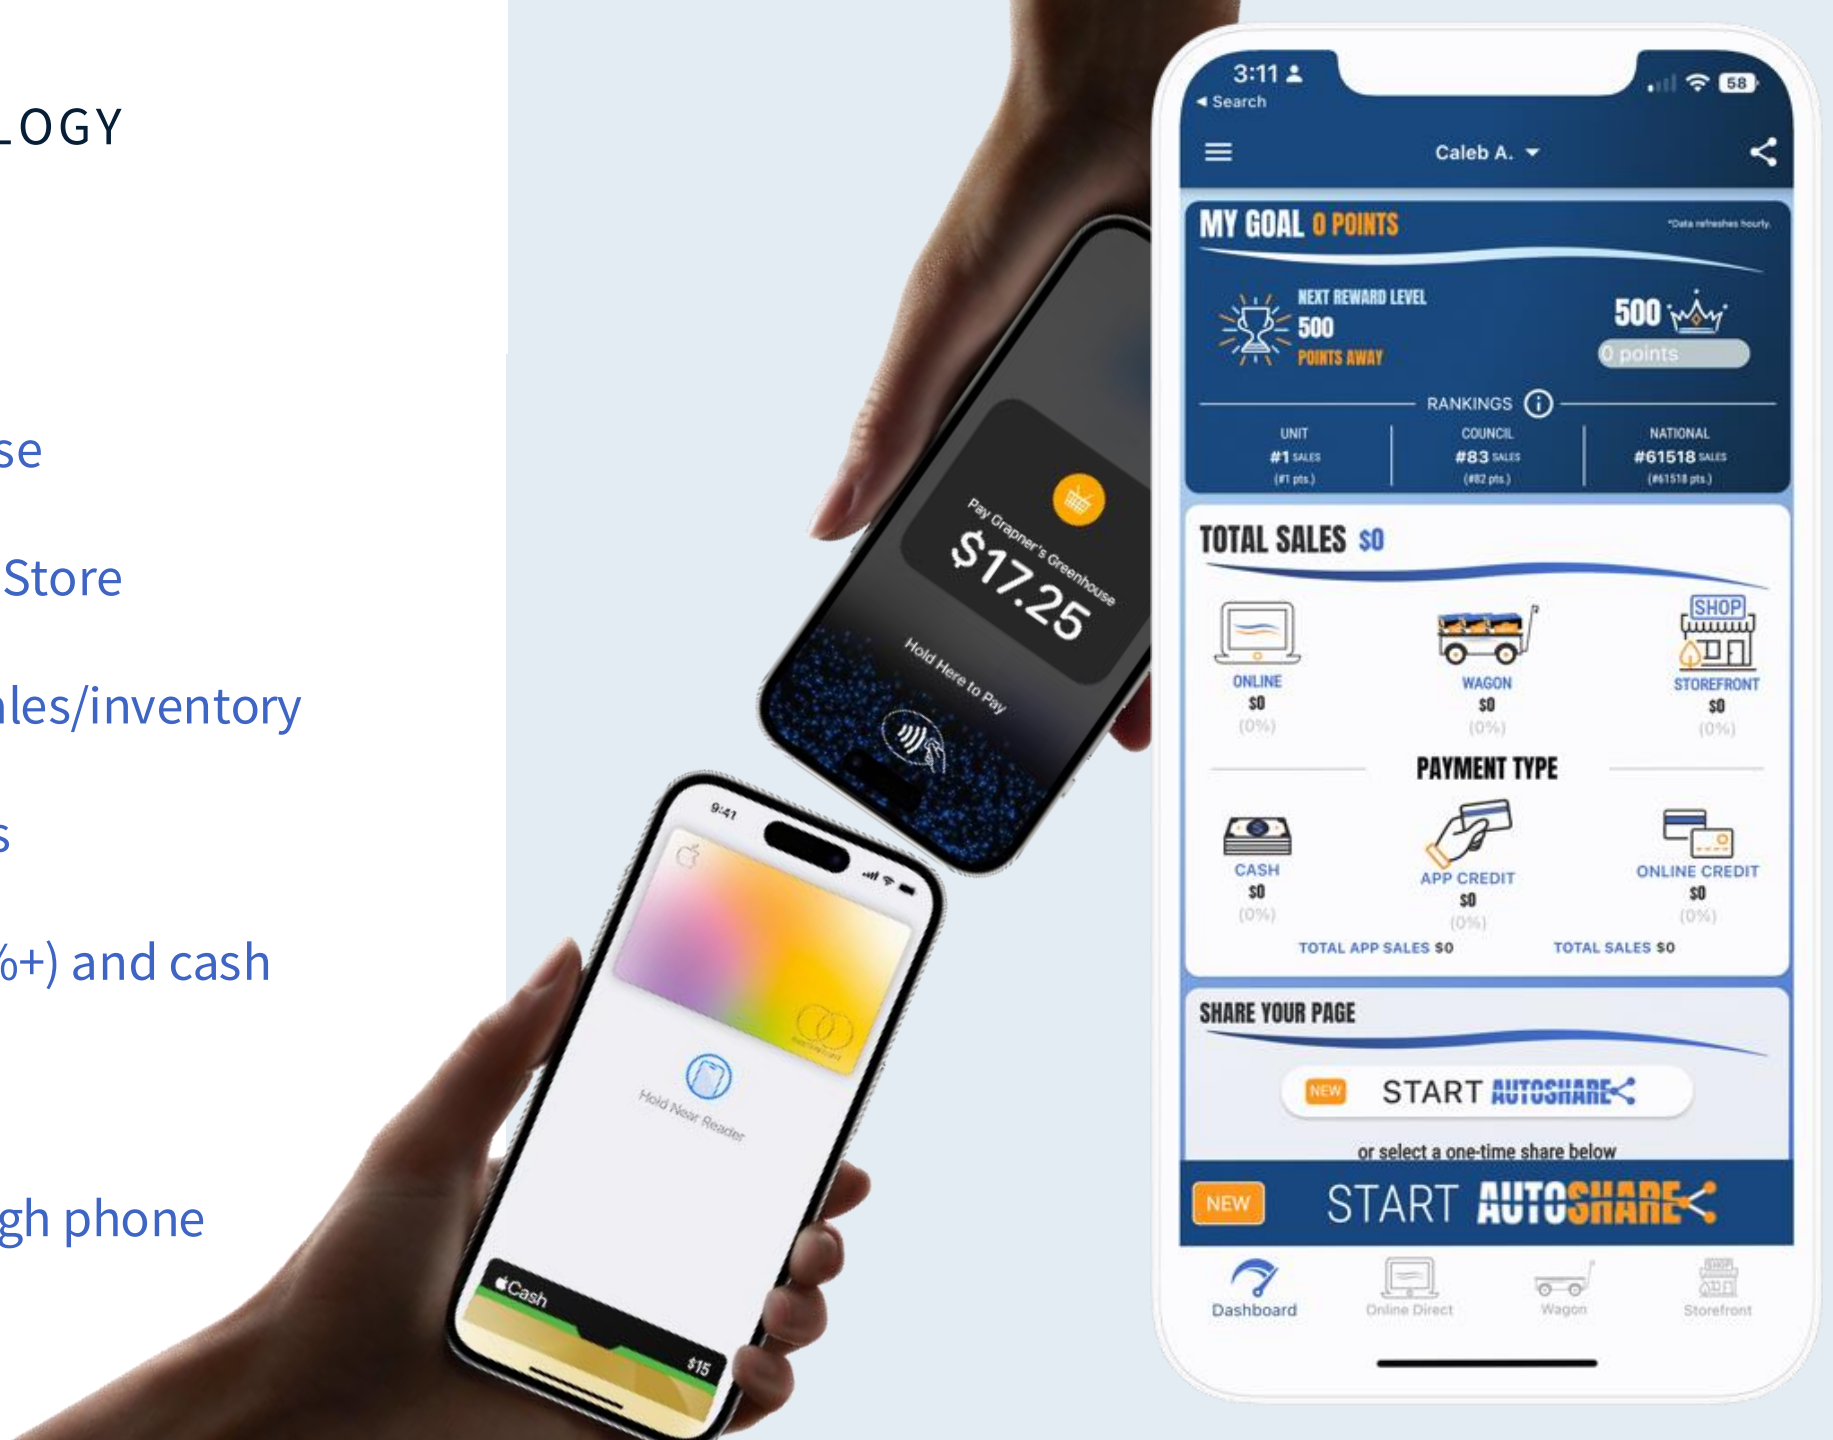 LOGY
se
Store
ales/inventory
s
%+) and cash
gh phone
Pay Grapner's Greenhouse
$17.25
Hold Here to Pay
9:41
Hold Near Reader
Cash
$15
3:11
Search
58
Caleb A.
MY GOAL 0 POINTS
*Data refreshes hourly.
NEXT REWARD LEVEL
500
POINTS AWAY
500
0 points
RANKINGS
UNIT
#1 SALES
(#1 pts.)
COUNCIL
#83 SALES
(#82 pts.)
NATIONAL
#61518 SALES
(#61518 pts.)
TOTAL SALES $0
SHOP
ONLINE
$0
(0%)
WAGON
$0
(0%)
STOREFRONT
$0
(0%)
PAYMENT TYPE
CASH
$0
(0%)
APP CREDIT
$0
(0%)
ONLINE CREDIT
$0
(0%)
TOTAL APP SALES $0
TOTAL SALES $0
SHARE YOUR PAGE
NEW START AUTOSHARE
or select a one-time share below
NEW START AUTOSHARE
Dashboard
Online Direct
Wagon
SHOP
Storefront